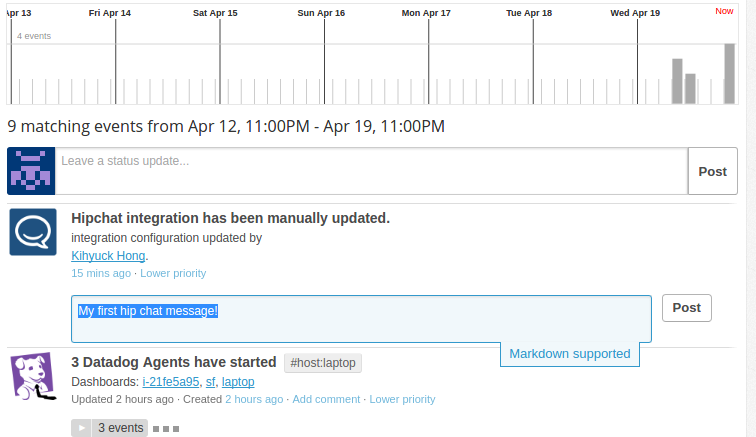 Apr 13 Fri Apr 14 Sat Apr 15 Sun Apr 16 Mon Apr 17 Tue Apr 18 Wed Apr 19 Now
4 events
9 matching events from Apr 12, 11:00PM - Apr 19, 11:00PM
Leave a status update... Post
Hipchat integration has been manually updated.
integration configuration updated by
Kihyuck Hong.
15 mins ago · Lower priority
My first hip chat message! Post
Markdown supported
3 Datadog Agents have started #host:laptop
Dashboards: i-21fe5a95, sf, laptop
Updated 2 hours ago · Created 2 hours ago · Add comment · Lower priority
3 events